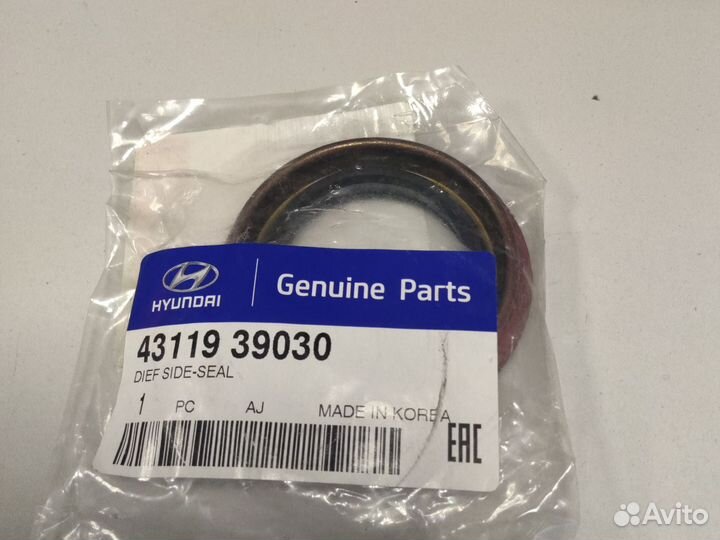 HYUNDAI
Genuine Parts
43119 39030
DIEF SIDE-SEAL
1 PC AJ MADE IN KOREA
EAC
Avito